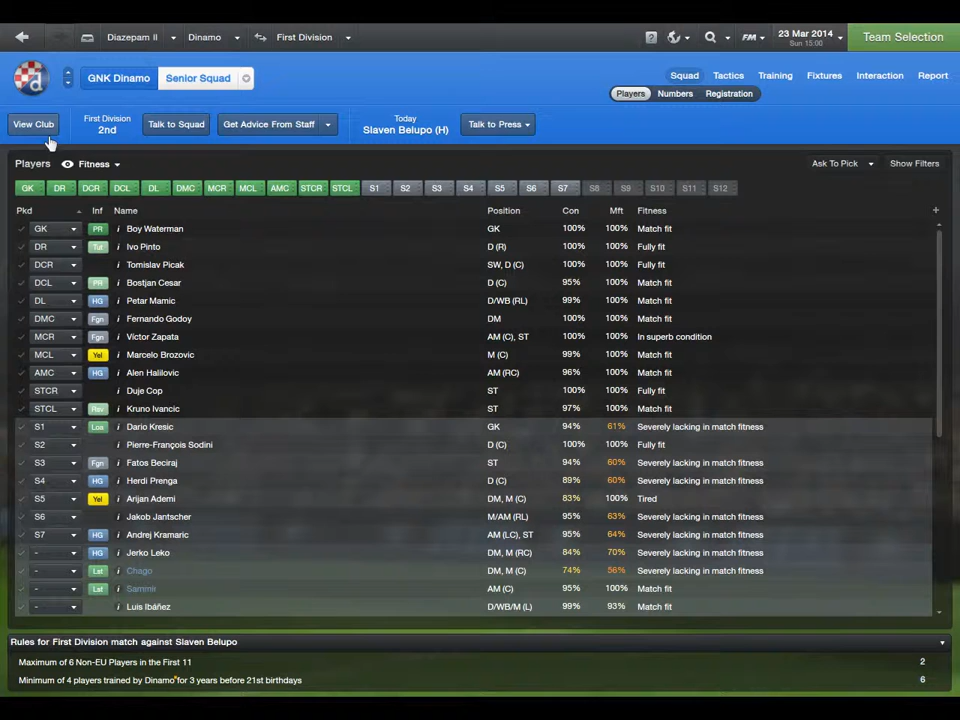 Diazepam II Dinamo First Division ? FM 23 Mar 2014 Sun 15:00 Team Selection
GNK Dinamo Senior Squad Squad Tactics Training Fixtures Interaction Report
Players Numbers Registration
View Club First Division 2nd Talk to Squad Get Advice From Staff Today Slaven Belupo (H) Talk to Press
Players Fitness Ask To Pick Show Filters
GK DR DCR DCL DL DMC MCR MCL AMC STCR STCL S1 S2 S3 S4 S5 S6 S7 S8 S9 S10 S11 S12
Pkd Inf Name Position Con Mft Fitness +
GK PR i Boy Waterman GK 100% 100% Match fit
DR Tut i Ivo Pinto D (R) 100% 100% Fully fit
DCR i Tomislav Picak SW, D (C) 100% 100% Fully fit
DCL PR i Bostjan Cesar D (C) 95% 100% Match fit
DL HG i Petar Mamic D/WB (RL) 99% 100% Match fit
DMC Fgn i Fernando Godoy DM 100% 100% Match fit
MCR Fgn i Víctor Zapata AM (C), ST 100% 100% In superb condition
MCL Yel i Marcelo Brozovic M (C) 99% 100% Match fit
AMC HG i Alen Halilovic AM (RC) 96% 100% Match fit
STCR i Duje Cop ST 100% 100% Fully fit
STCL Rsv i Kruno Ivancic ST 97% 100% Match fit
S1 Loa i Dario Kresic GK 94% 61% Severely lacking in match fitness
S2 i Pierre-François Sodini D (C) 100% 100% Fully fit
S3 Fgn i Fatos Beciraj ST 94% 60% Severely lacking in match fitness
S4 HG i Herdi Prenga D (C) 89% 60% Severely lacking in match fitness
S5 Yel i Arijan Ademi DM, M (C) 83% 100% Tired
S6 i Jakob Jantscher M/AM (RL) 95% 63% Severely lacking in match fitness
S7 HG i Andrej Kramaric AM (LC), ST 95% 64% Severely lacking in match fitness
- HG i Jerko Leko DM, M (RC) 84% 70% Severely lacking in match fitness
- Lst i Chago DM, M (C) 74% 56% Severely lacking in match fitness
- Lst i Sammir AM (C) 95% 100% Match fit
- i Luis Ibáñez D/WB/M (L) 99% 93% Match fit
Rules for First Division match against Slaven Belupo
Maximum of 6 Non-EU Players in the First 11 2
Minimum of 4 players trained by Dinamo for 3 years before 21st birthdays 6